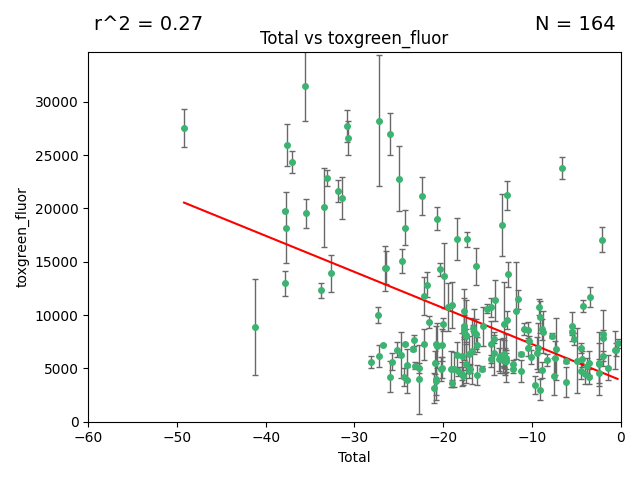 r^2 = 0.27
N = 164
Total vs toxgreen_fluor
30000
25000
20000
15000
10000
5000
0
toxgreen_fluor
−60
−50
−40
−30
−20
−10
0
Total